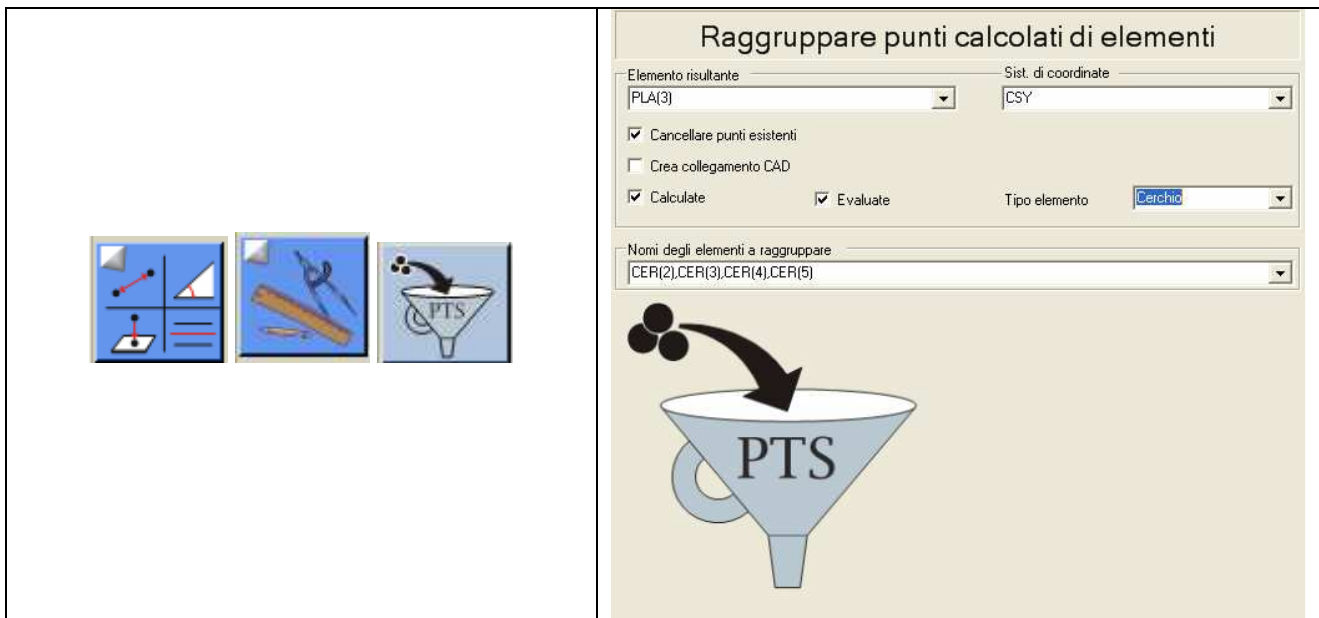 PTS
Raggruppare punti calcolati di elementi
Elemento risultante
Sist. di coordinate
PLA(3)
CSY
Cancellare punti esistenti
Crea collegamento CAD
Calculate
Evaluate
Tipo elemento
Cerchio
Nomi degli elementi a raggruppare
CER(2),CER(3),CER(4),CER(5)
PTS